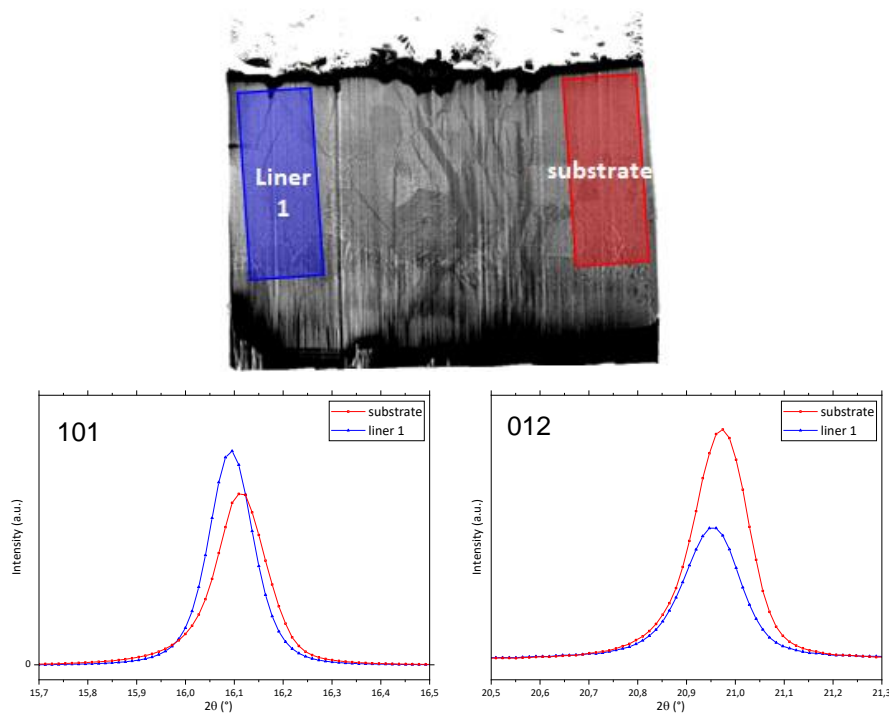 Liner
1
substrate
101
substrate
liner 1
Intensity (a.u.)
0
15,7 15,8 15,9 16,0 16,1 16,2 16,3 16,4 16,5
2θ (°)
012
substrate
liner 1
Intensity (a.u.)
20,5 20,6 20,7 20,8 20,9 21,0 21,1 21,2 21,3
2θ (°)